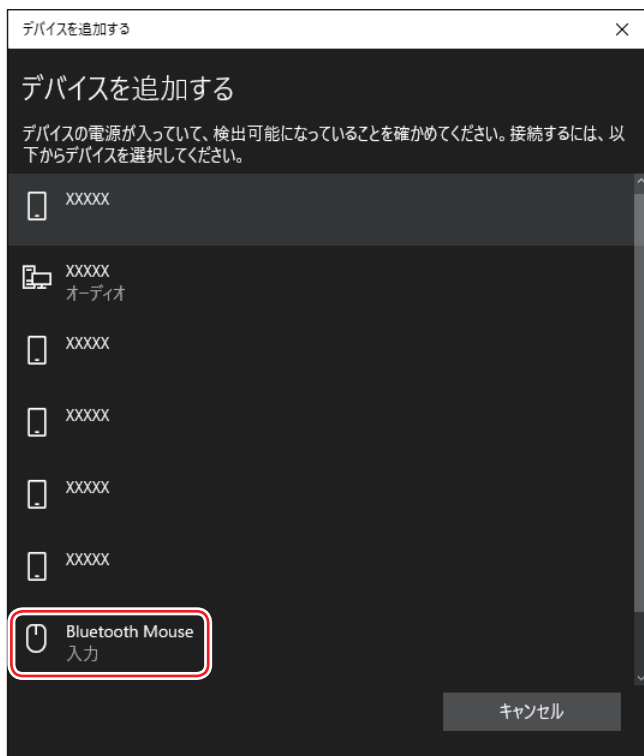 デバイスを追加する
デバイスを追加する
デバイスの電源が入っていて、検出可能になっていることを確かめてください。接続するには、以
下からデバイスを選択してください。
XXXXX
XXXXX
オーディオ
XXXXX
XXXXX
XXXXX
XXXXX
Bluetooth Mouse
入力
キャンセル